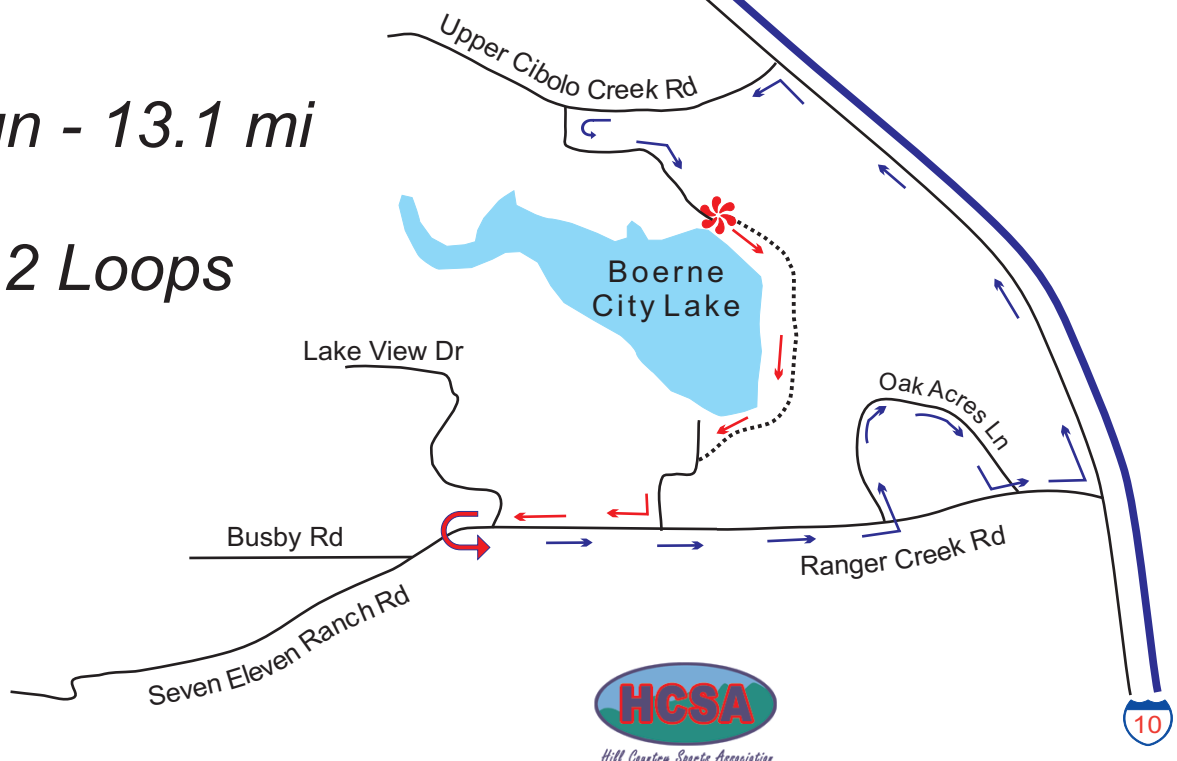 Upper Cibolo Creek Rd
- 13.1 mi
2 Loops
Boerne
City Lake
Lake View Dr
Oak Acres Ln
Busby Rd
Ranger Creek Rd
Seven Eleven Ranch Rd
HCSA
Hill Country Sports Association
10